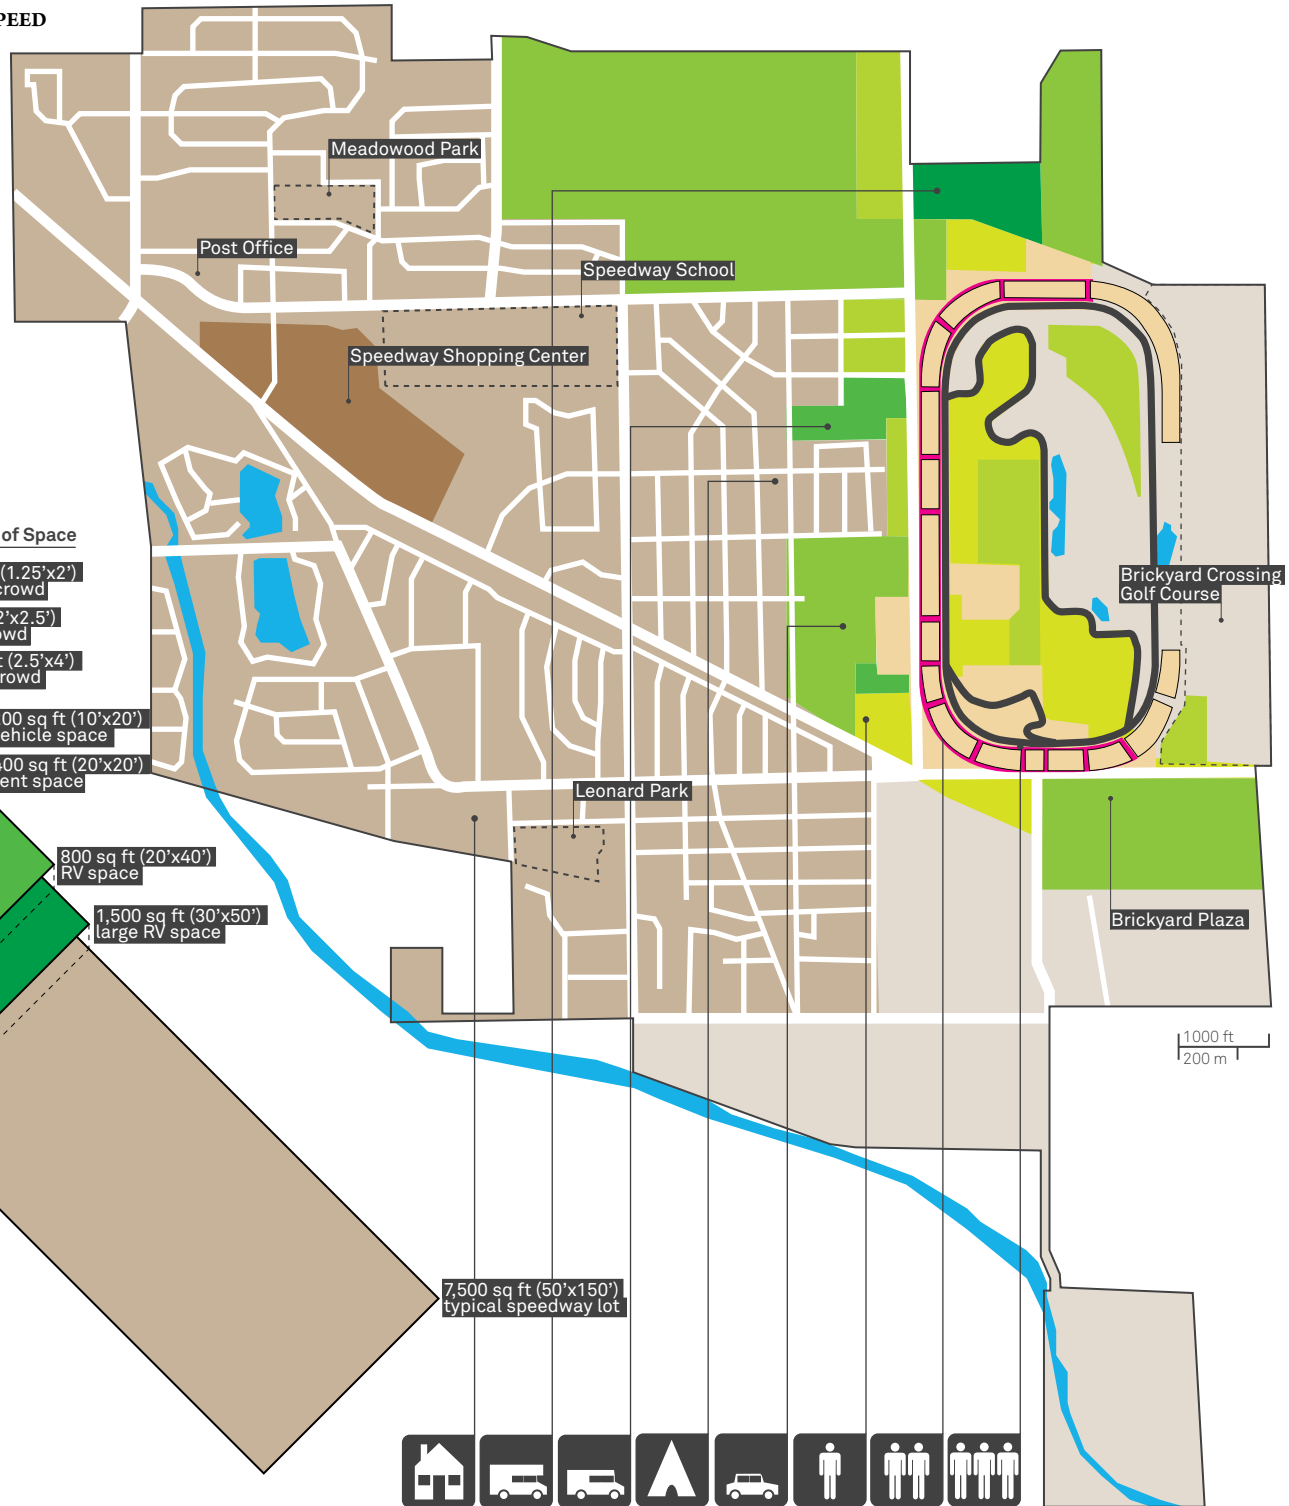 PEED
Meadowood Park
Post Office
Speedway School
Speedway Shopping Center
of Space
(1.25’x2’)
crowd
2’x2.5’)
wd
t (2.5’x4’)
rowd
00 sq ft (10’x20’)
ehicle space
400 sq ft (20’x20’)
ent space
Brickyard Crossing
Golf Course
Leonard Park
800 sq ft (20’x40’)
RV space
1,500 sq ft (30’x50’)
large RV space
Brickyard Plaza
1000 ft
200 m
7,500 sq ft (50’x150’)
typical speedway lot